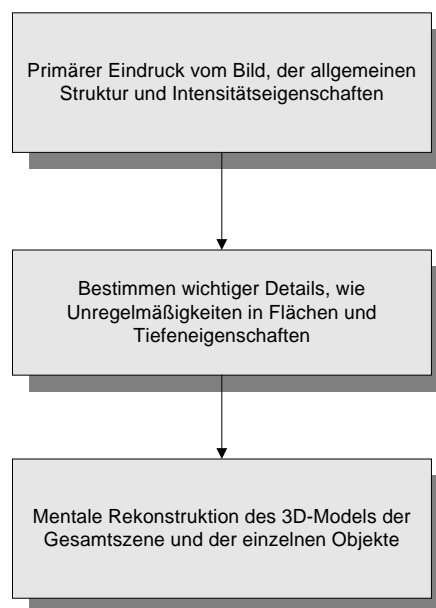 Primärer Eindruck vom Bild, der allgemeinen
Struktur und Intensitätseigenschaften
Bestimmen wichtiger Details, wie
Unregelmäßigkeiten in Flächen und
Tiefeneigenschaften
Mentale Rekonstruktion des 3D-Models der
Gesamtszene und der einzelnen Objekte